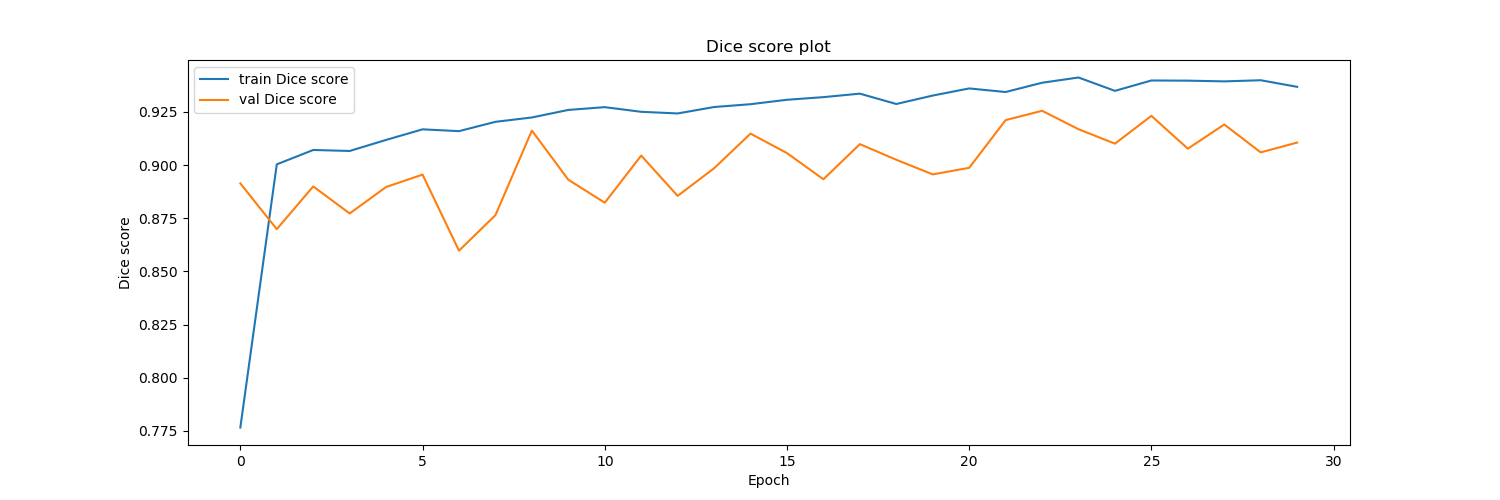 Dice score plot
train Dice score
val Dice score
0.925
0.900
0.875
0.850
0.825
0.800
0.775
Dice score
0 5 10 15 20 25 30
Epoch